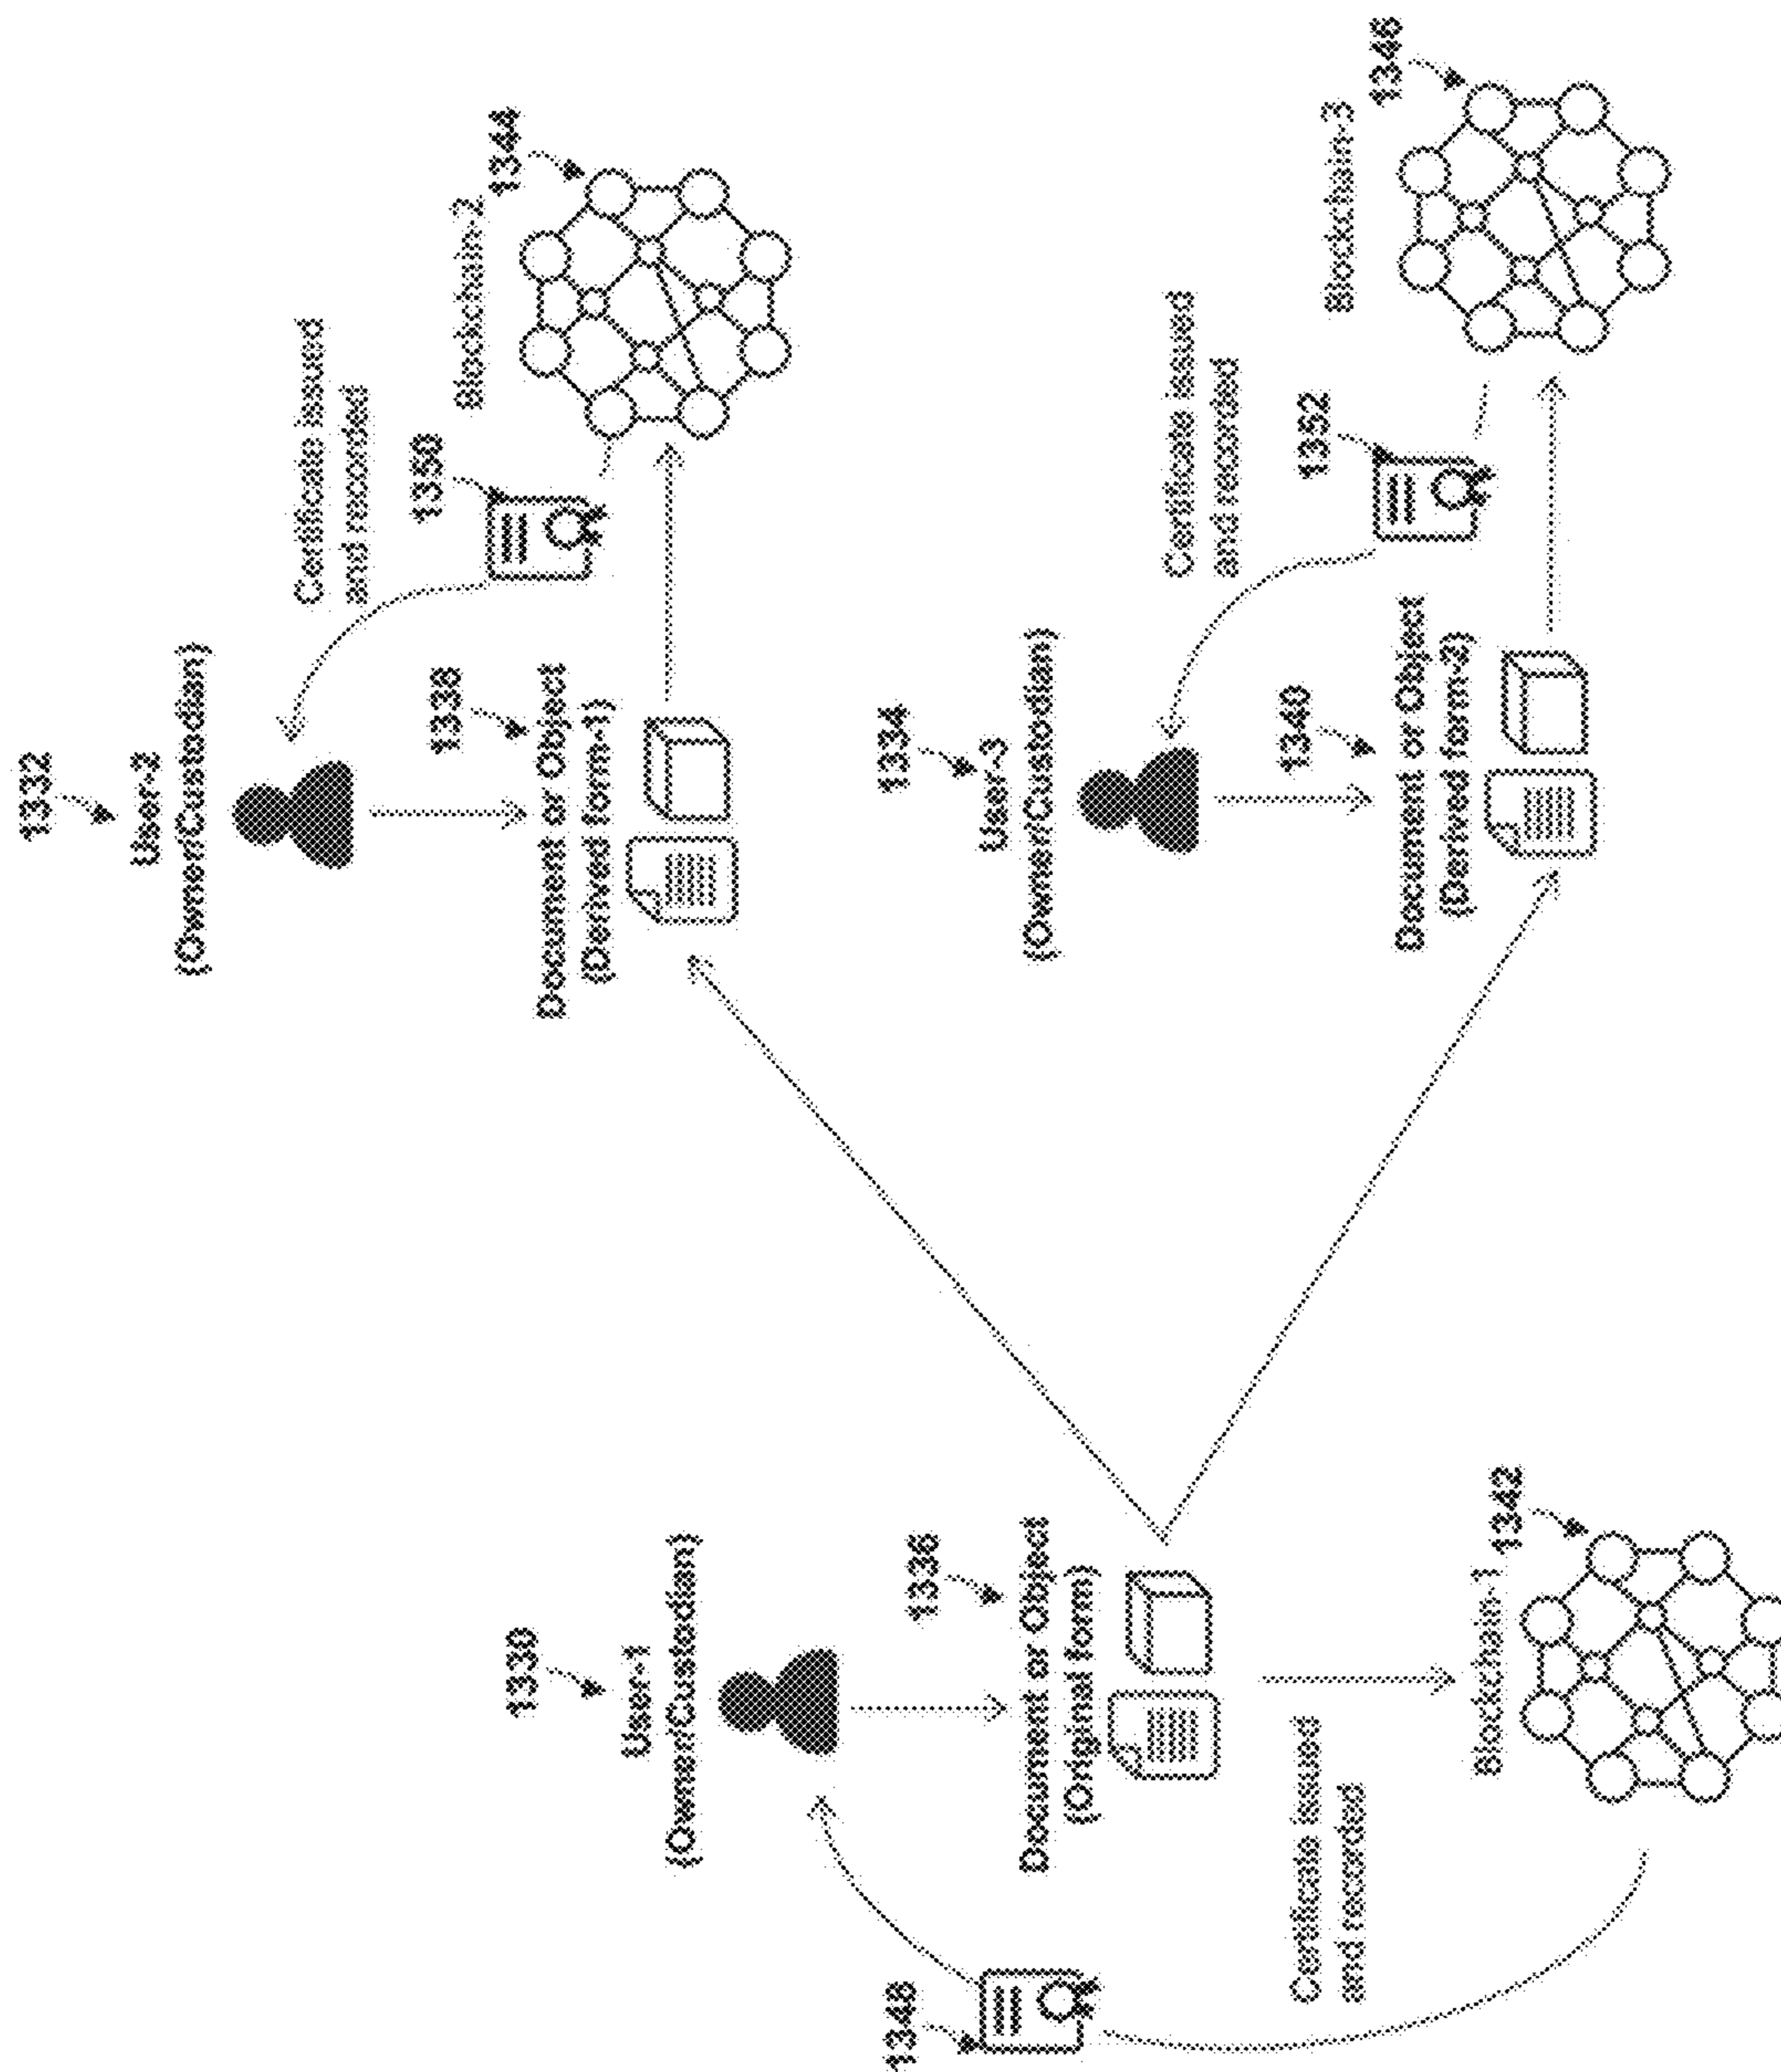 1332
User-2
(Owner/Custodian)
Certificate issued
and recorded
1350
Blockchain-2
1344
1338
Document or Object
(Derived form-1)
1330
User-1
(Owner/Custodian)
1348
1336
Document or Object
(Original form)
Certificate issued
and recorded
Blockchain-1
1342
1334
User-3
(Owner/Custodian)
Certificate issued
and recorded
1352
Blockchain-3
1346
1340
Document or Object
(Derived form-2)